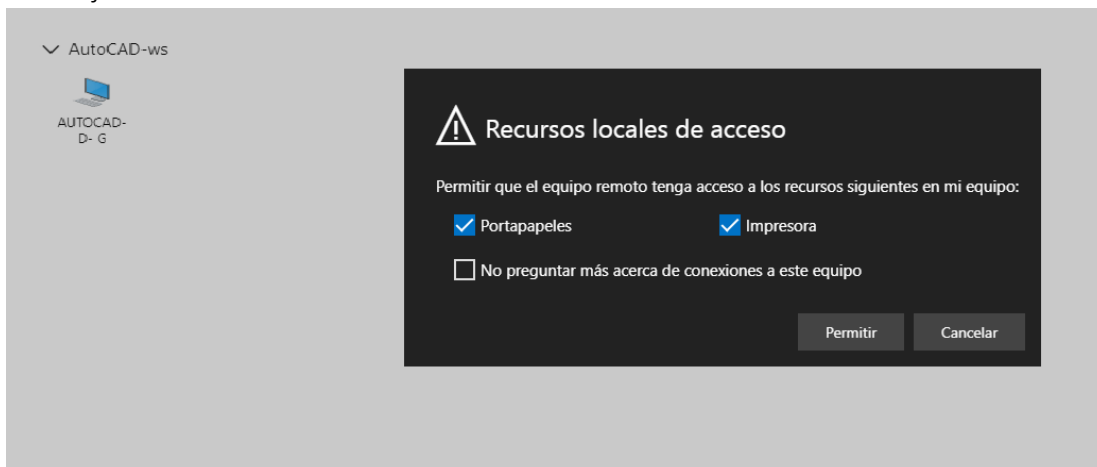 AutoCAD-ws
AUTOCAD-
D- G
Recursos locales de acceso
Permitir que el equipo remoto tenga acceso a los recursos siguientes en mi equipo:
Portapapeles Impresora
No preguntar más acerca de conexiones a este equipo
Permitir Cancelar